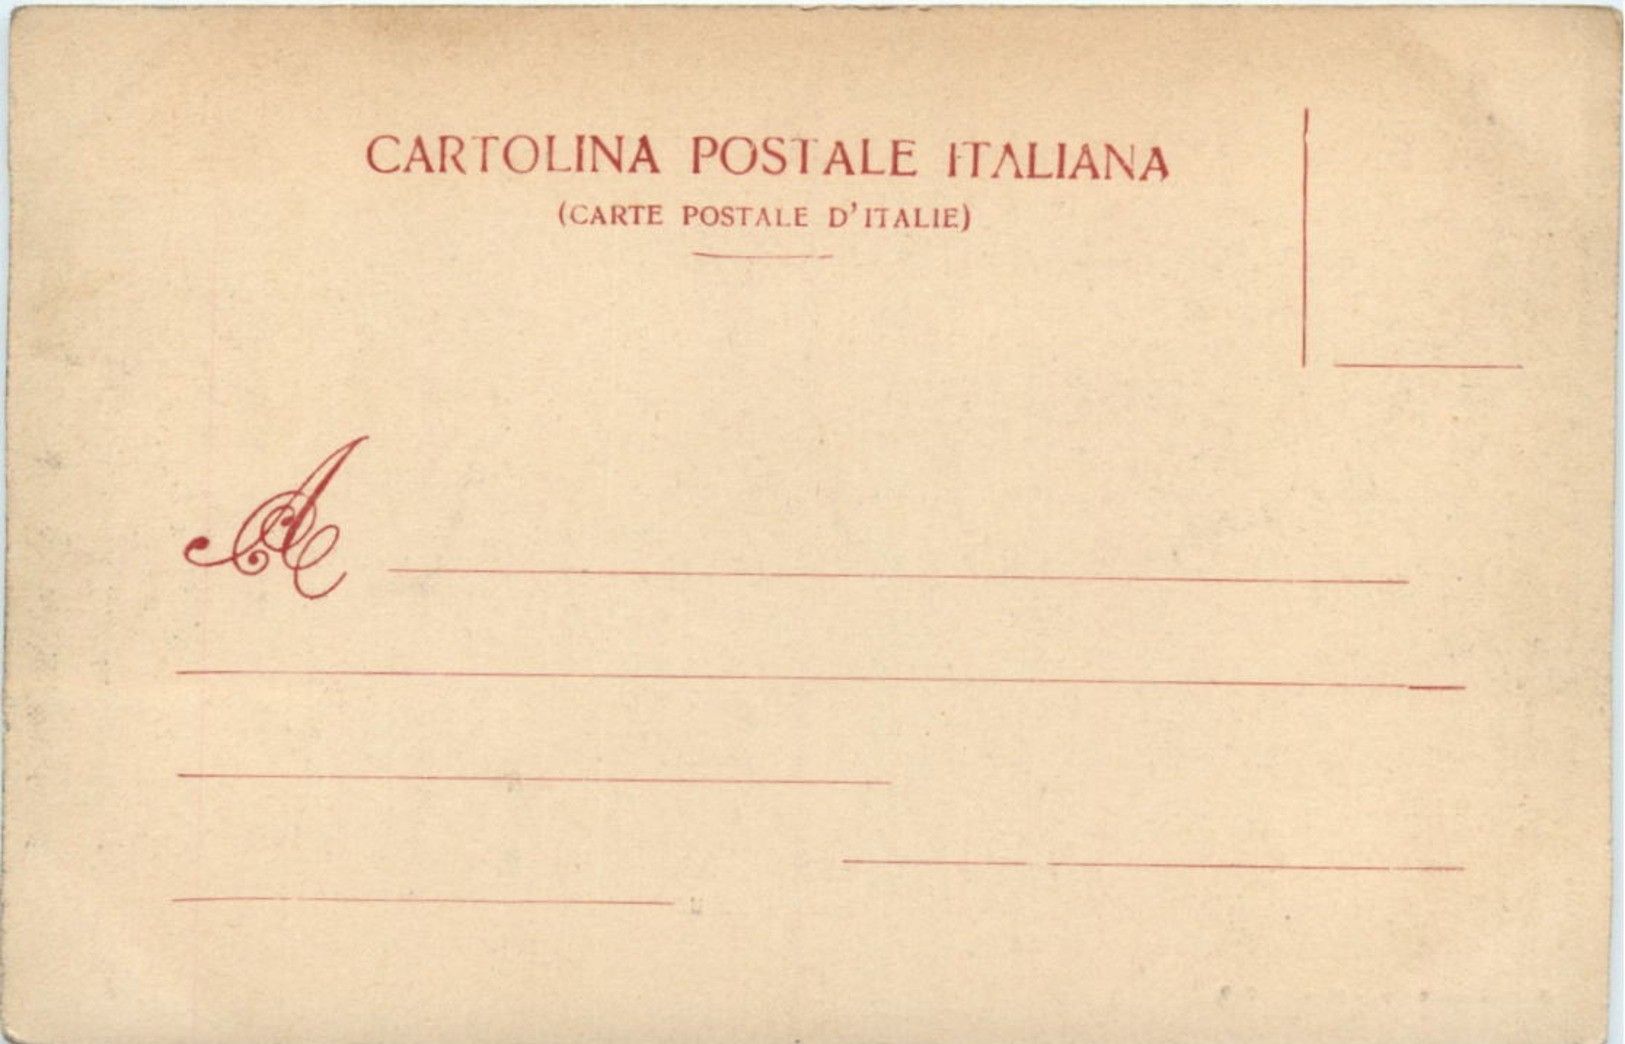 CARTOLINA POSTALE ITALIANA
(CARTE POSTALE D'ITALIE)
A